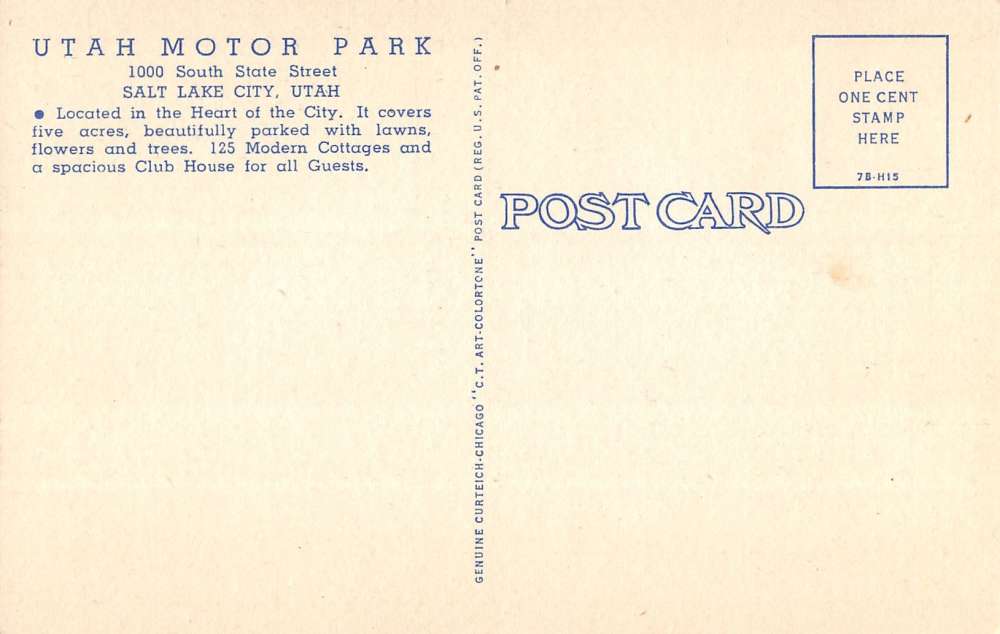 UTAH MOTOR PARK
1000 South State Street
SALT LAKE CITY, UTAH
● Located in the Heart of the City. It covers
five acres, beautifully parked with lawns,
flowers and trees. 125 Modern Cottages and
a spacious Club House for all Guests.
GENUINE CURTEICH-CHICAGO "C.T. ART-COLORTONE" POST CARD (REG. U.S. PAT. OFF.)
POST CARD
PLACE
ONE CENT
STAMP
HERE
7B-H15